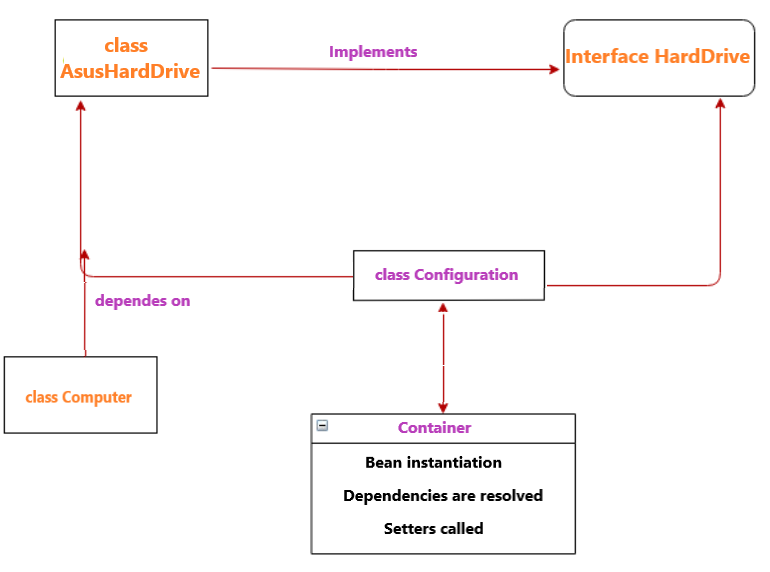 class
AsusHardDrive
Implements
Interface HardDrive
class Configuration
dependes on
class Computer
Container
Bean instantiation
Dependencies are resolved
Setters called